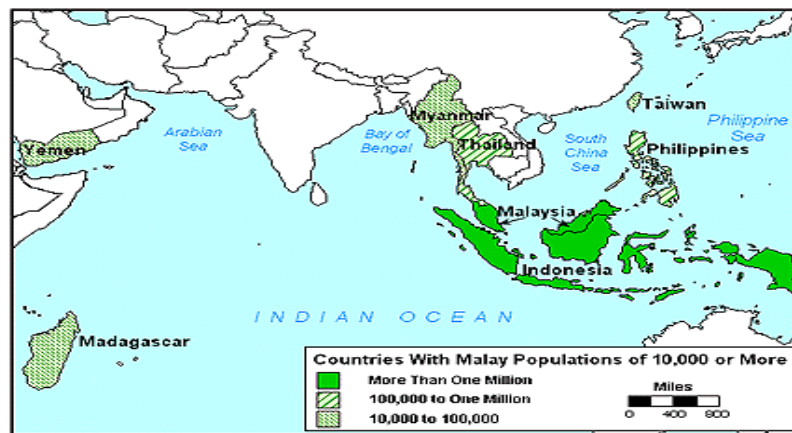 Myanmar
Taiwan
Arabian
Sea
Bay of
Bengal
Philippine
Sea
South
China
Sea
Yemen
Thailand
Philippines
Malaysia
Indonesia
INDIAN OCEAN
Madagascar
Countries With Malay Populations of 10,000 or More
More Than One Million
100,000 to One Million
10,000 to 100,000
Miles
0 400 800